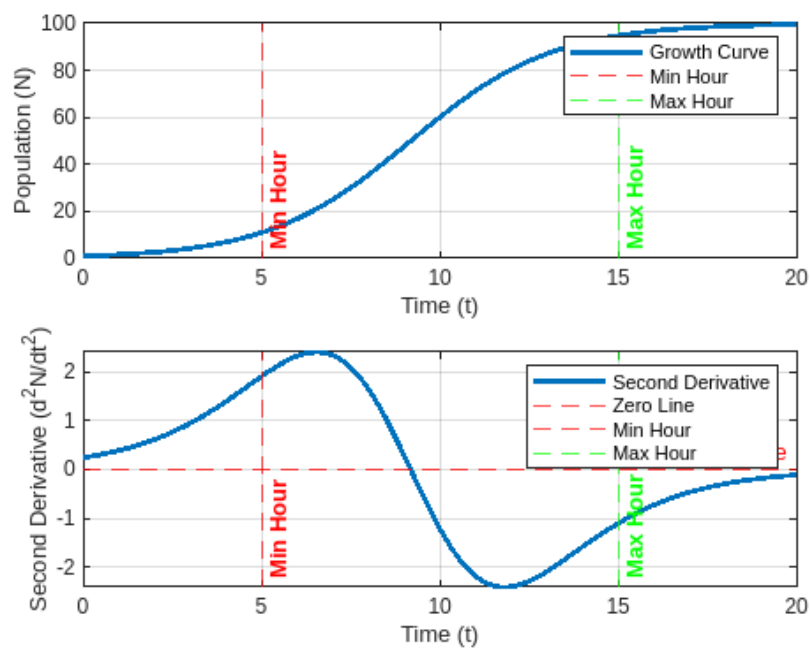 100
80
60
40
20
0
Population (N)
Growth Curve
Min Hour
Max Hour
Min Hour
Max Hour
0 5 10 15 20
Time (t)
2
1
0
-1
-2
Second Derivative (d²N/dt²)
Second Derivative
Zero Line
Min Hour
Max Hour
Min Hour
Max Hour
0 5 10 15 20
Time (t)